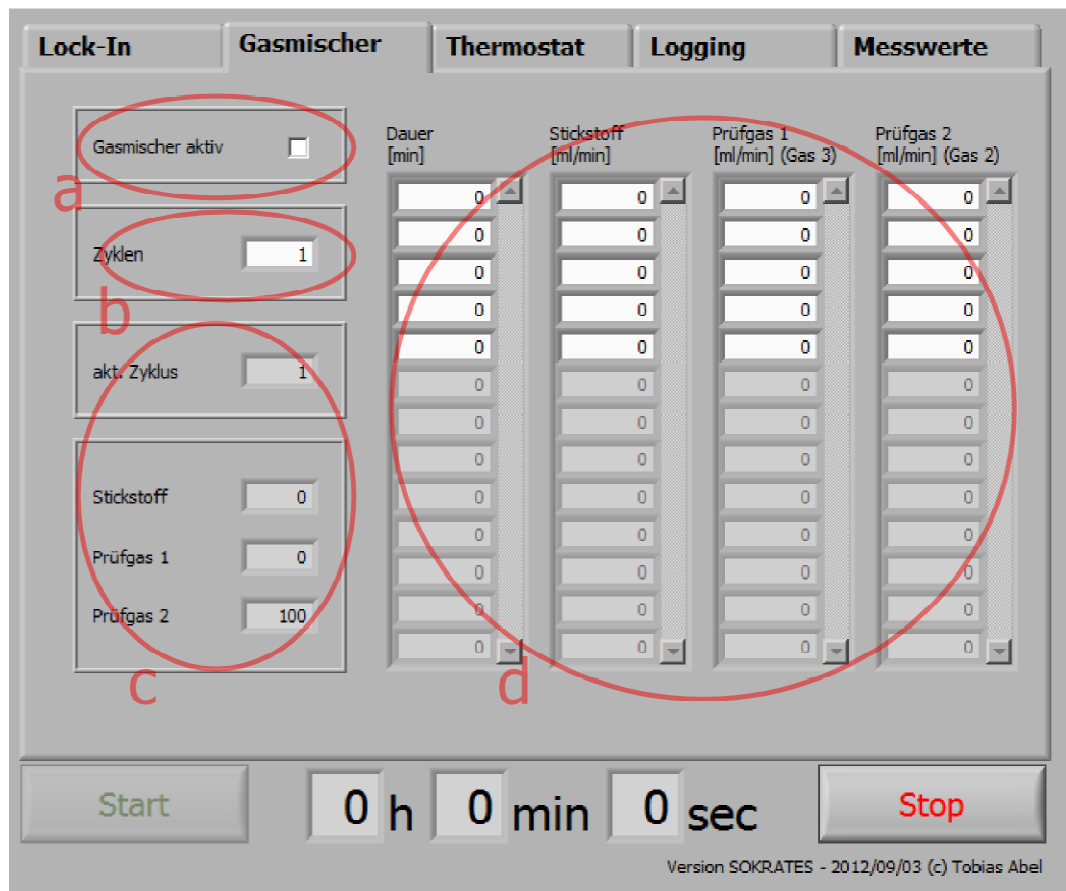 Lock-In Gasmischer Thermostat Logging Messwerte
Gasmischer aktiv
a
Zyklen 1
b
akt. Zyklus 1
Stickstoff 0
Prüfgas 1 0
Prüfgas 2 100
c
Dauer Stickstoff Prüfgas 1 Prüfgas 2
[min] [ml/min] [ml/min] (Gas 3) [ml/min] (Gas 2)
0 0 0 0
0 0 0 0
0 0 0 0
0 0 0 0
0 0 0 0
0 0 0 0
0 0 0 0
0 0 0 0
0 0 0 0
0 0 0 0
0 0 0 0
0 0 0 0
0 0 0 0
d
Start 0 h 0 min 0 sec Stop
Version SOKRATES - 2012/09/03 (c) Tobias Abel